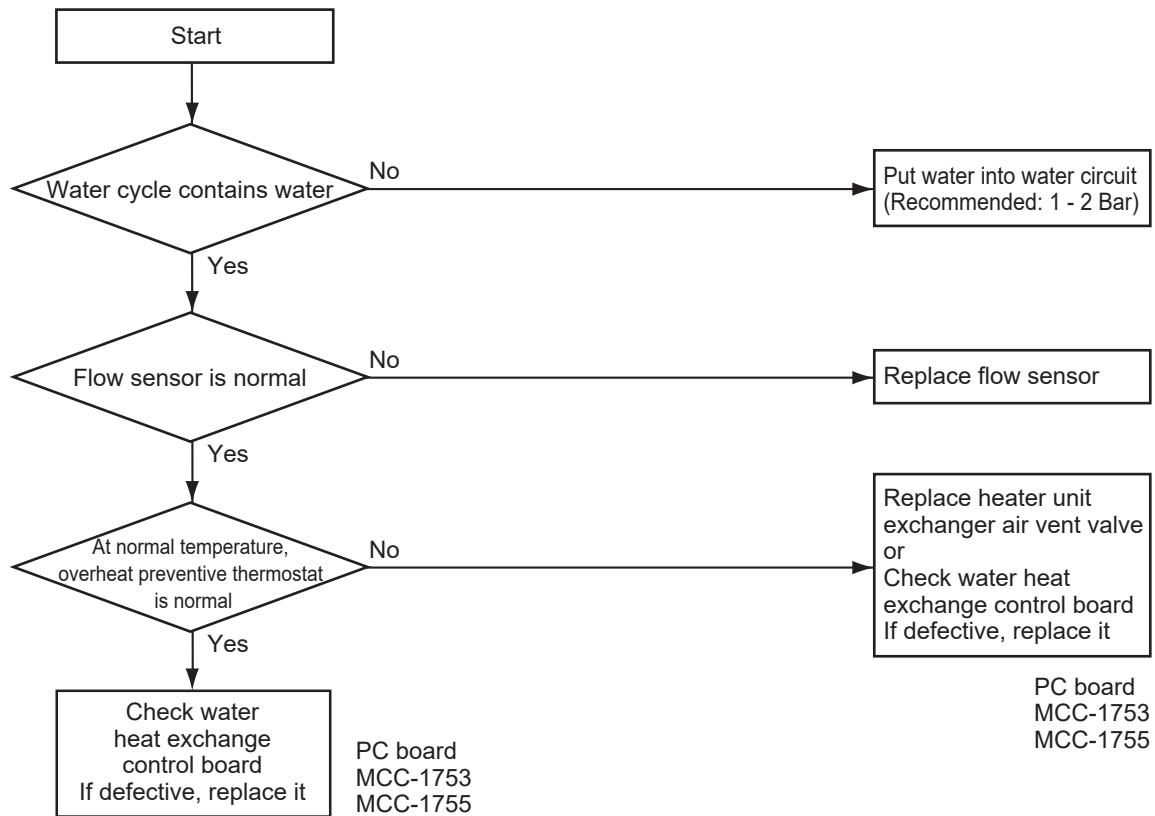 Start
Water cycle contains water
No
Put water into water circuit
(Recommended: 1 - 2 Bar)
Yes
Flow sensor is normal
No
Replace flow sensor
Yes
At normal temperature,
overheat preventive thermostat
is normal
No
Replace heater unit
exchanger air vent valve
or
Check water heat
exchange control board
If defective, replace it
PC board
MCC-1753
MCC-1755
Yes
Check water
heat exchange
control board
If defective, replace it
PC board
MCC-1753
MCC-1755